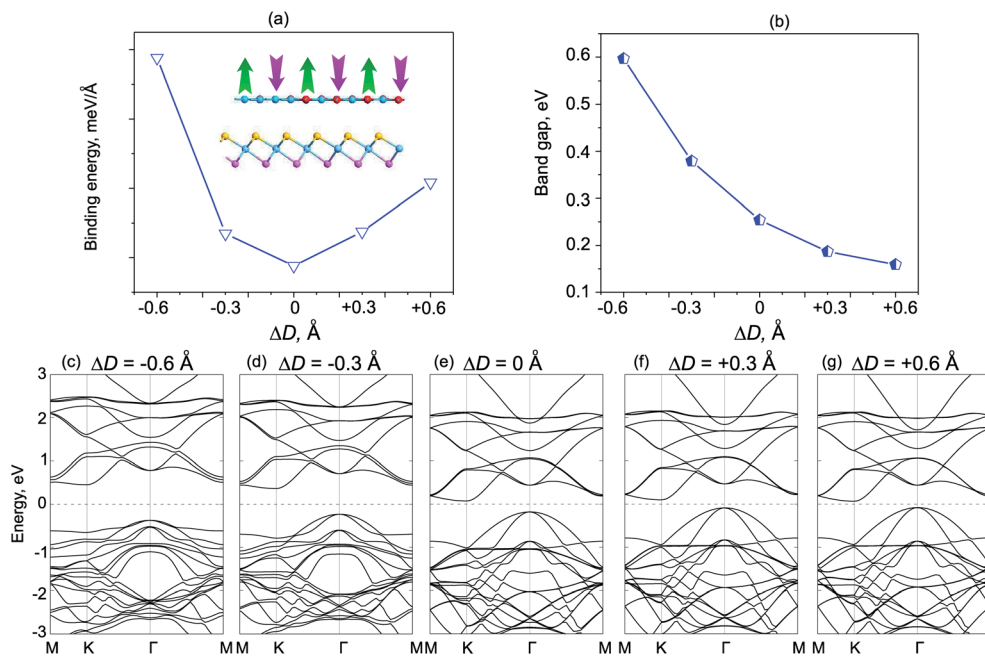 (a)
Binding energy, meV/Å
-0.6 -0.3 0 +0.3 +0.6
ΔD, Å
(b)
Band gap, eV
0.6
0.5
0.4
0.3
0.2
0.1
-0.6 -0.3 0 +0.3 +0.6
ΔD, Å
(c) ΔD = -0.6 Å
(d) ΔD = -0.3 Å
(e) ΔD = 0 Å
(f) ΔD = +0.3 Å
(g) ΔD = +0.6 Å
Energy, eV
3
2
1
0
-1
-2
-3
M K Γ M
M K Γ M
M K Γ M
M K Γ M
M K Γ M